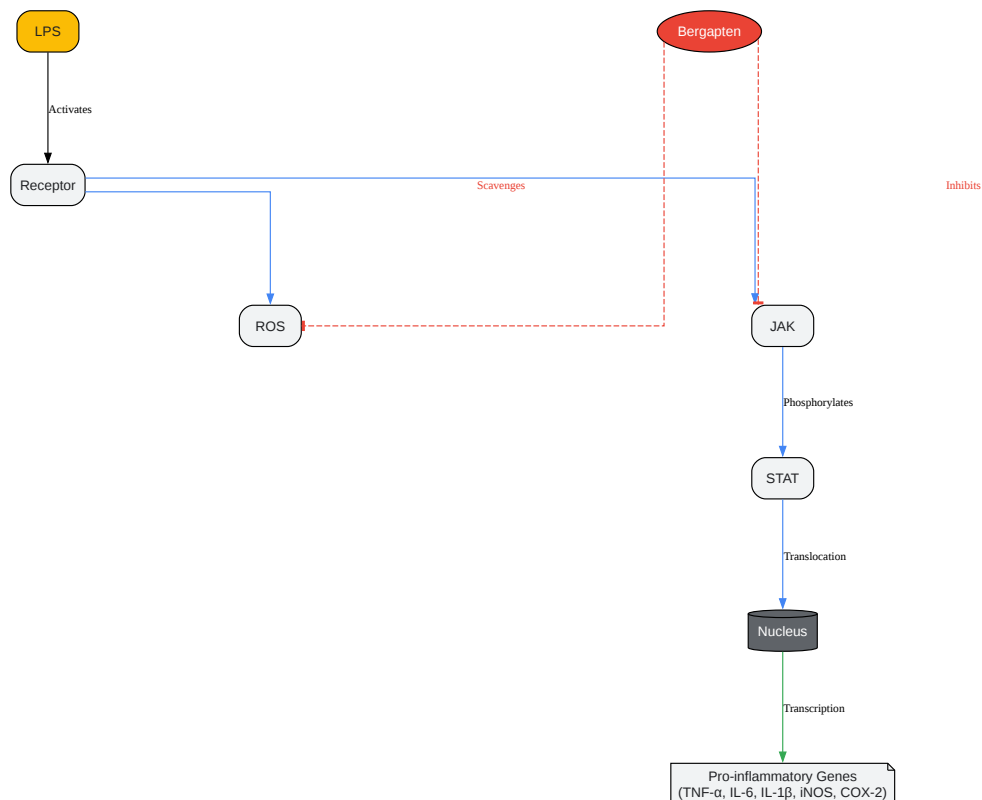 LPS
Bergapten
Activates
Receptor
Scavenges
Inhibits
ROS
JAK
Phosphorylates
STAT
Translocation
Nucleus
Transcription
Pro-inflammatory Genes
(TNF-α, IL-6, IL-1β, iNOS, COX-2)